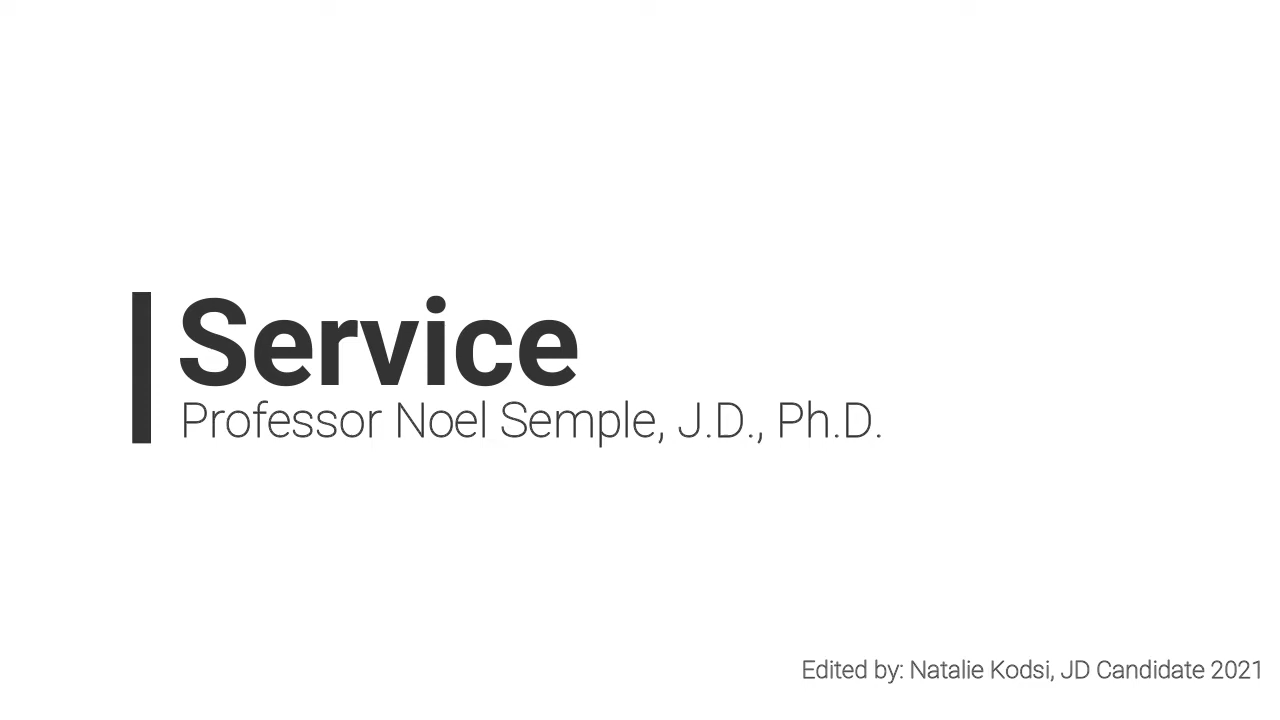 Service
Professor Noel Semple, J.D., Ph.D.
Edited by: Natalie Kodsi, JD Candidate 2021